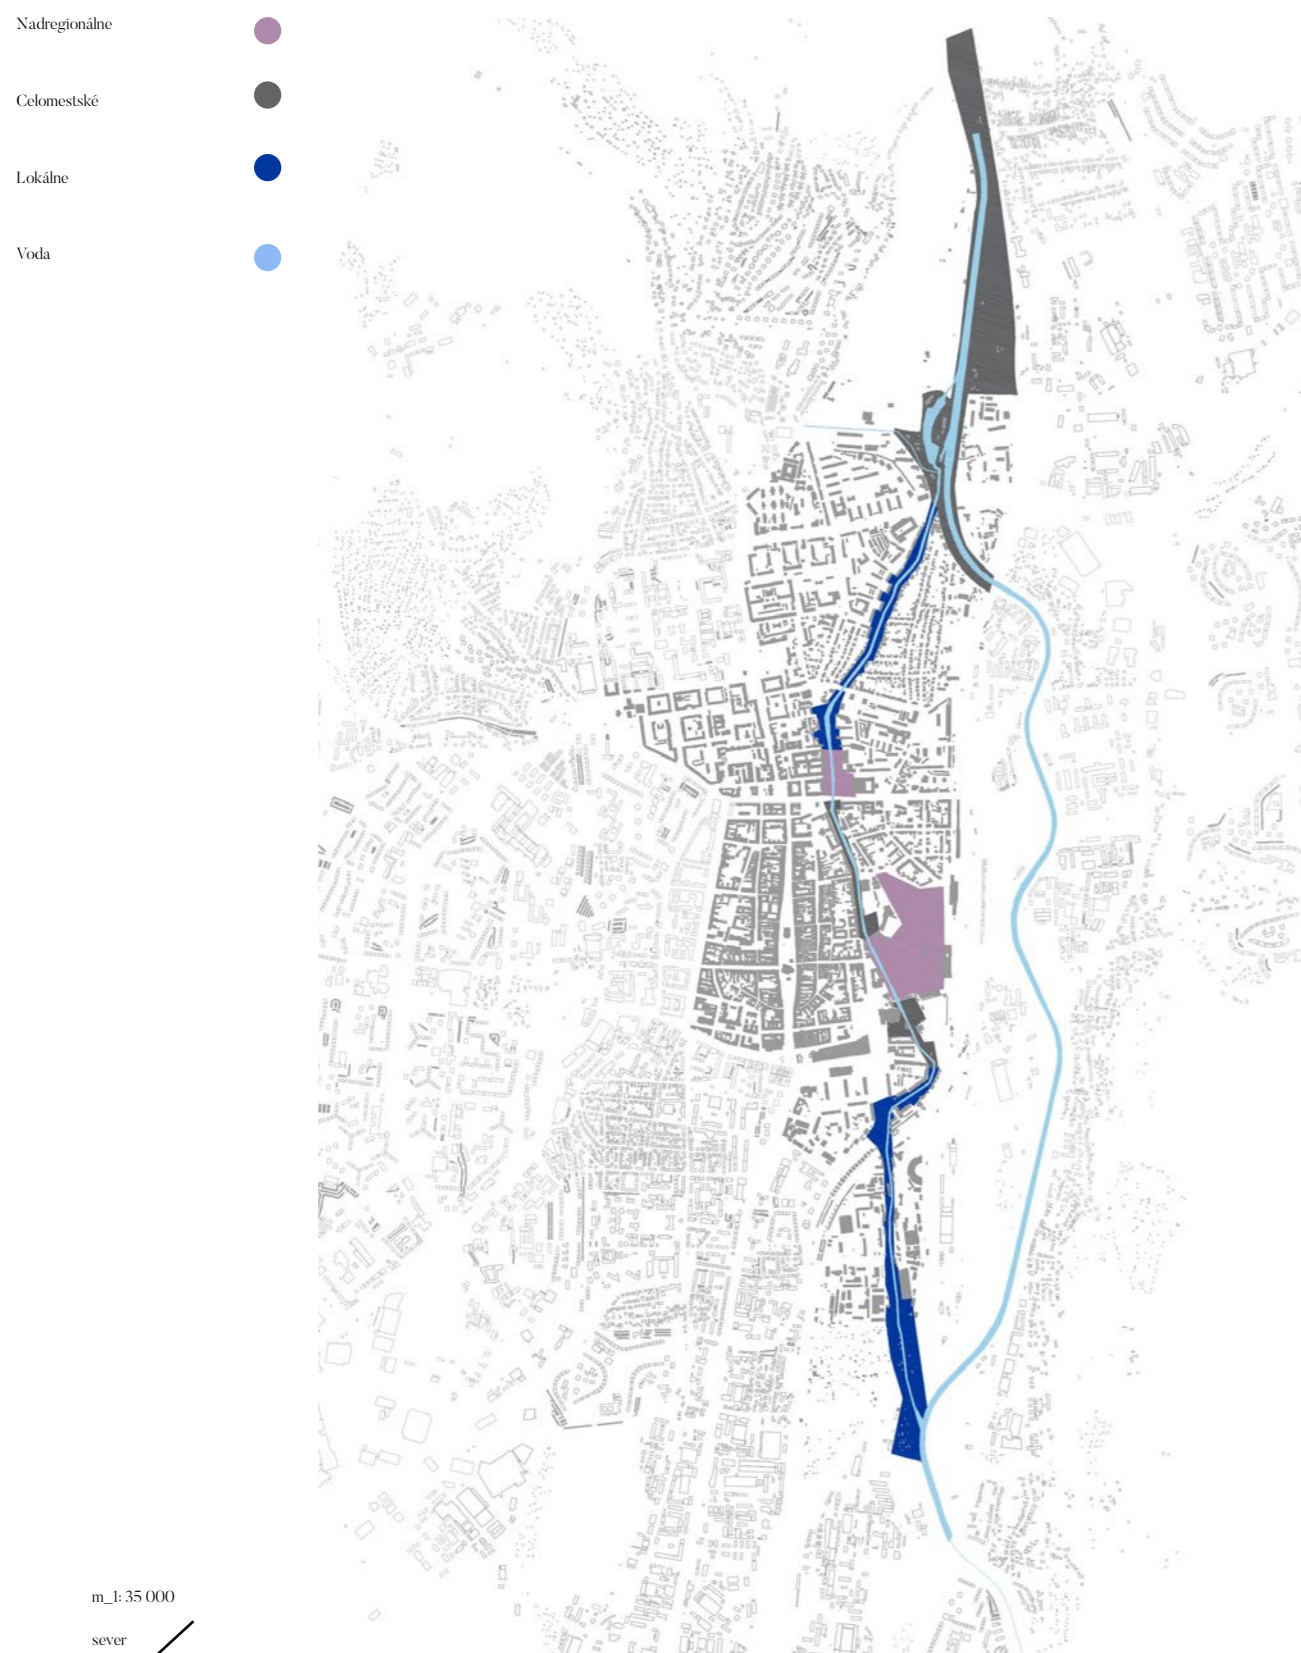 Nadregionálne
Celomestské
Lokálne
Voda
m_1: 35 000
sever